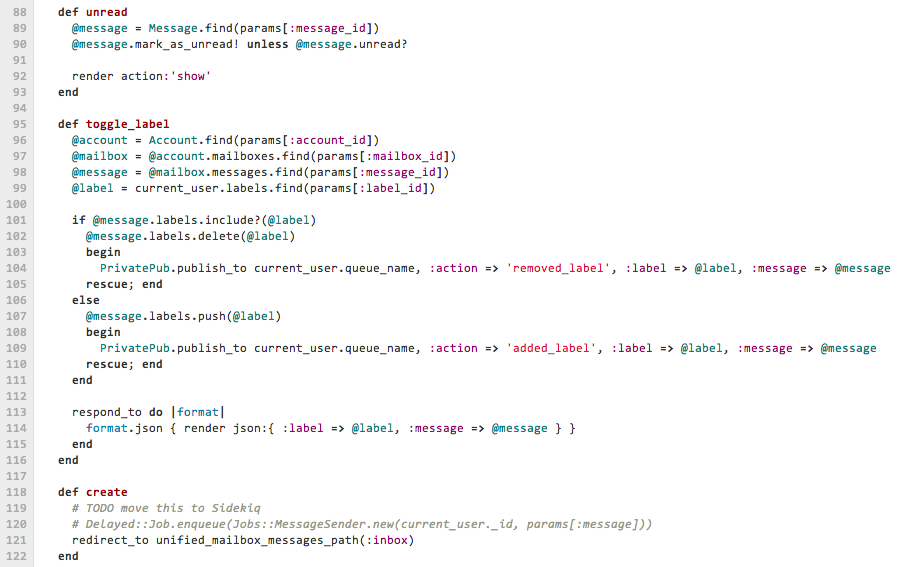 88 def unread
89 @message = Message.find(params[:message_id])
90 @message.mark_as_unread! unless @message.unread?
91
92 render action:'show'
93 end
94
95 def toggle_label
96 @account = Account.find(params[:account_id])
97 @mailbox = @account.mailboxes.find(params[:mailbox_id])
98 @message = @mailbox.messages.find(params[:message_id])
99 @label = current_user.labels.find(params[:label_id])
100
101 if @message.labels.include?(@label)
102 @message.labels.delete(@label)
103 begin
104 PrivatePub.publish_to current_user.queue_name, :action => 'removed_label', :label => @label, :message => @message
105 rescue; end
106 else
107 @message.labels.push(@label)
108 begin
109 PrivatePub.publish_to current_user.queue_name, :action => 'added_label', :label => @label, :message => @message
110 rescue; end
111 end
112
113 respond_to do |format|
114 format.json { render json:{ :label => @label, :message => @message } }
115 end
116 end
117
118 def create
119 # TODO move this to Sidekiq
120 # Delayed::Job.enqueue(Jobs::MessageSender.new(current_user._id, params[:message]))
121 redirect_to unified_mailbox_messages_path(:inbox)
122 end